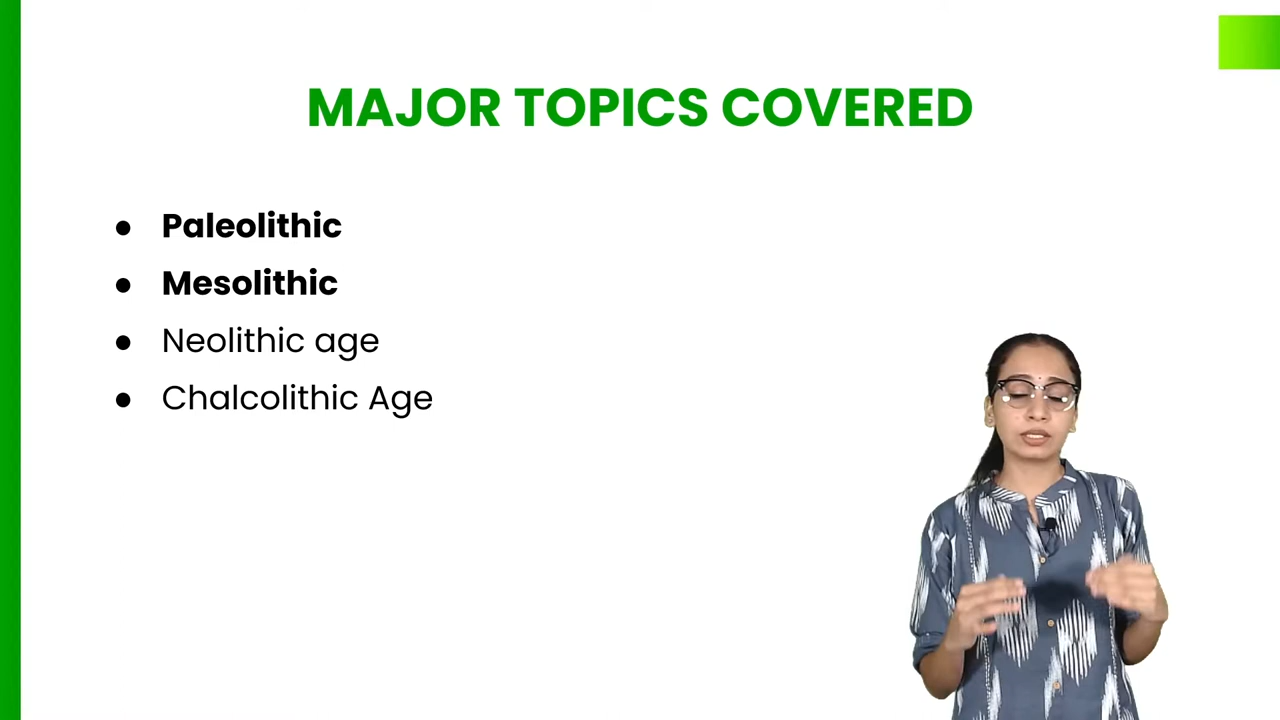 MAJOR TOPICS COVERED
● Paleolithic
● Mesolithic
● Neolithic age
● Chalcolithic Age